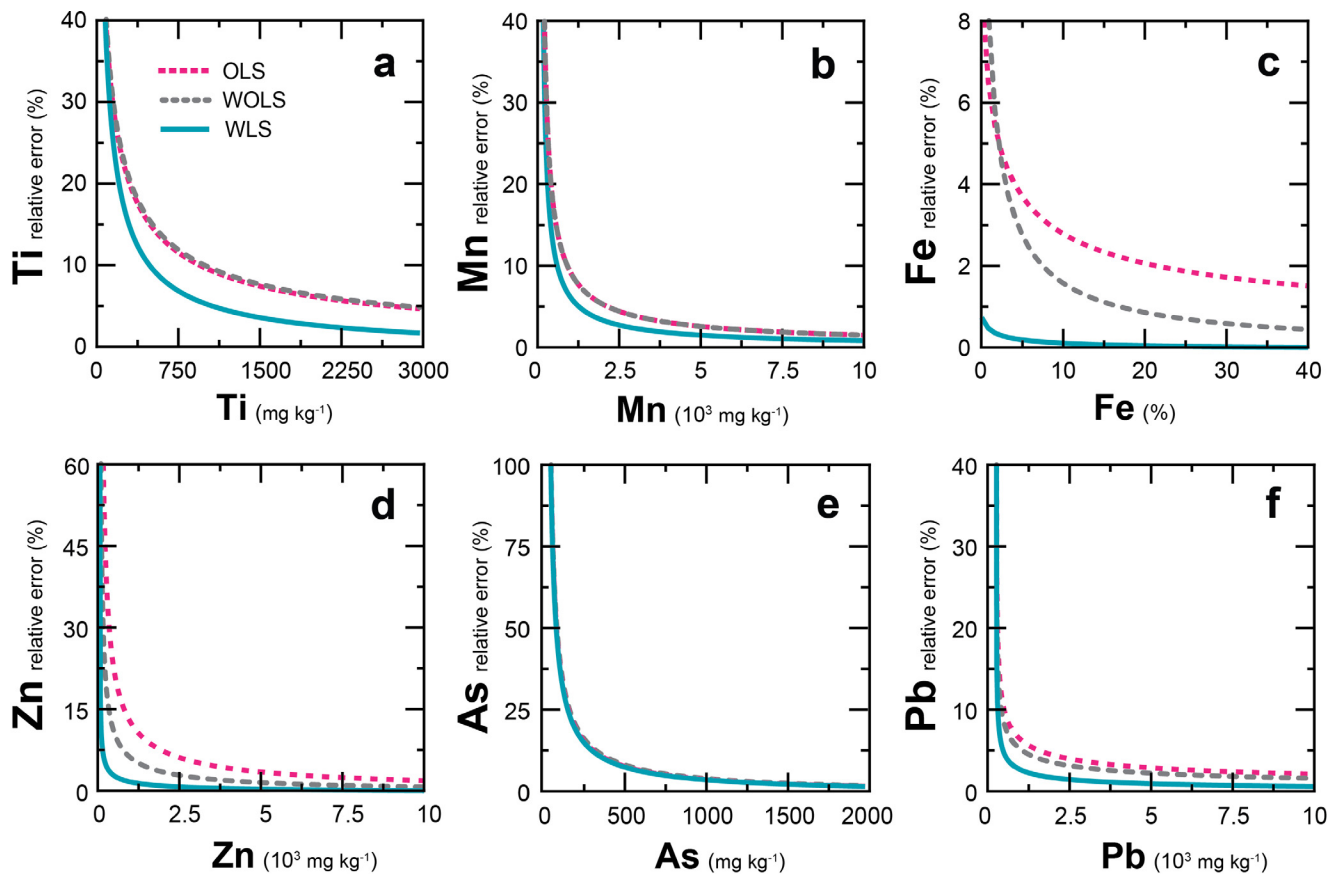 a
OLS
WOLS
WLS
Ti relative error (%)
40
30
20
10
0
0 750 1500 2250 3000
Ti (mg kg⁻¹)
b
Mn relative error (%)
40
30
20
10
0
0 2.5 5 7.5 10
Mn (10³ mg kg⁻¹)
c
Fe relative error (%)
8
6
4
2
0
0 10 20 30 40
Fe (%)
d
Zn relative error (%)
60
45
30
15
0
0 2.5 5 7.5 10
Zn (10³ mg kg⁻¹)
e
As relative error (%)
100
75
50
25
0
0 500 1000 1500 2000
As (mg kg⁻¹)
f
Pb relative error (%)
40
30
20
10
0
0 2.5 5 7.5 10
Pb (10³ mg kg⁻¹)